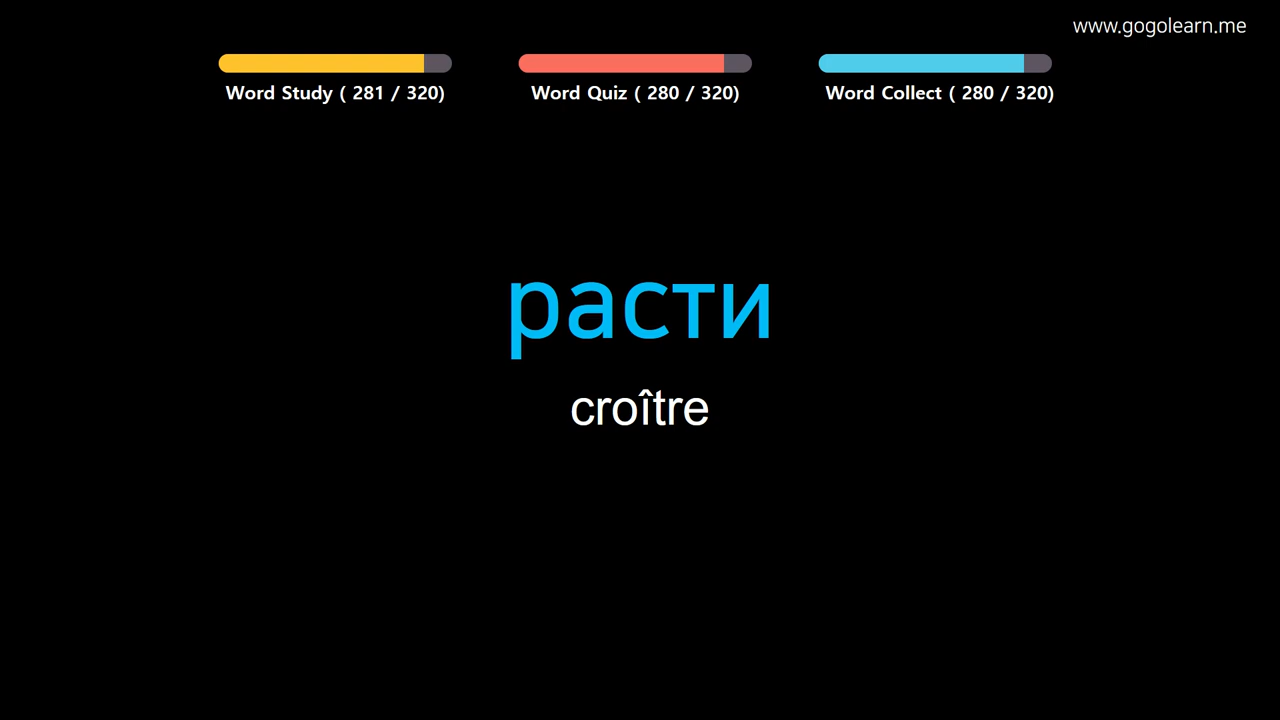 www.gogolearn.me
Word Study ( 281 / 320)
Word Quiz ( 280 / 320)
Word Collect ( 280 / 320)
расти
croître